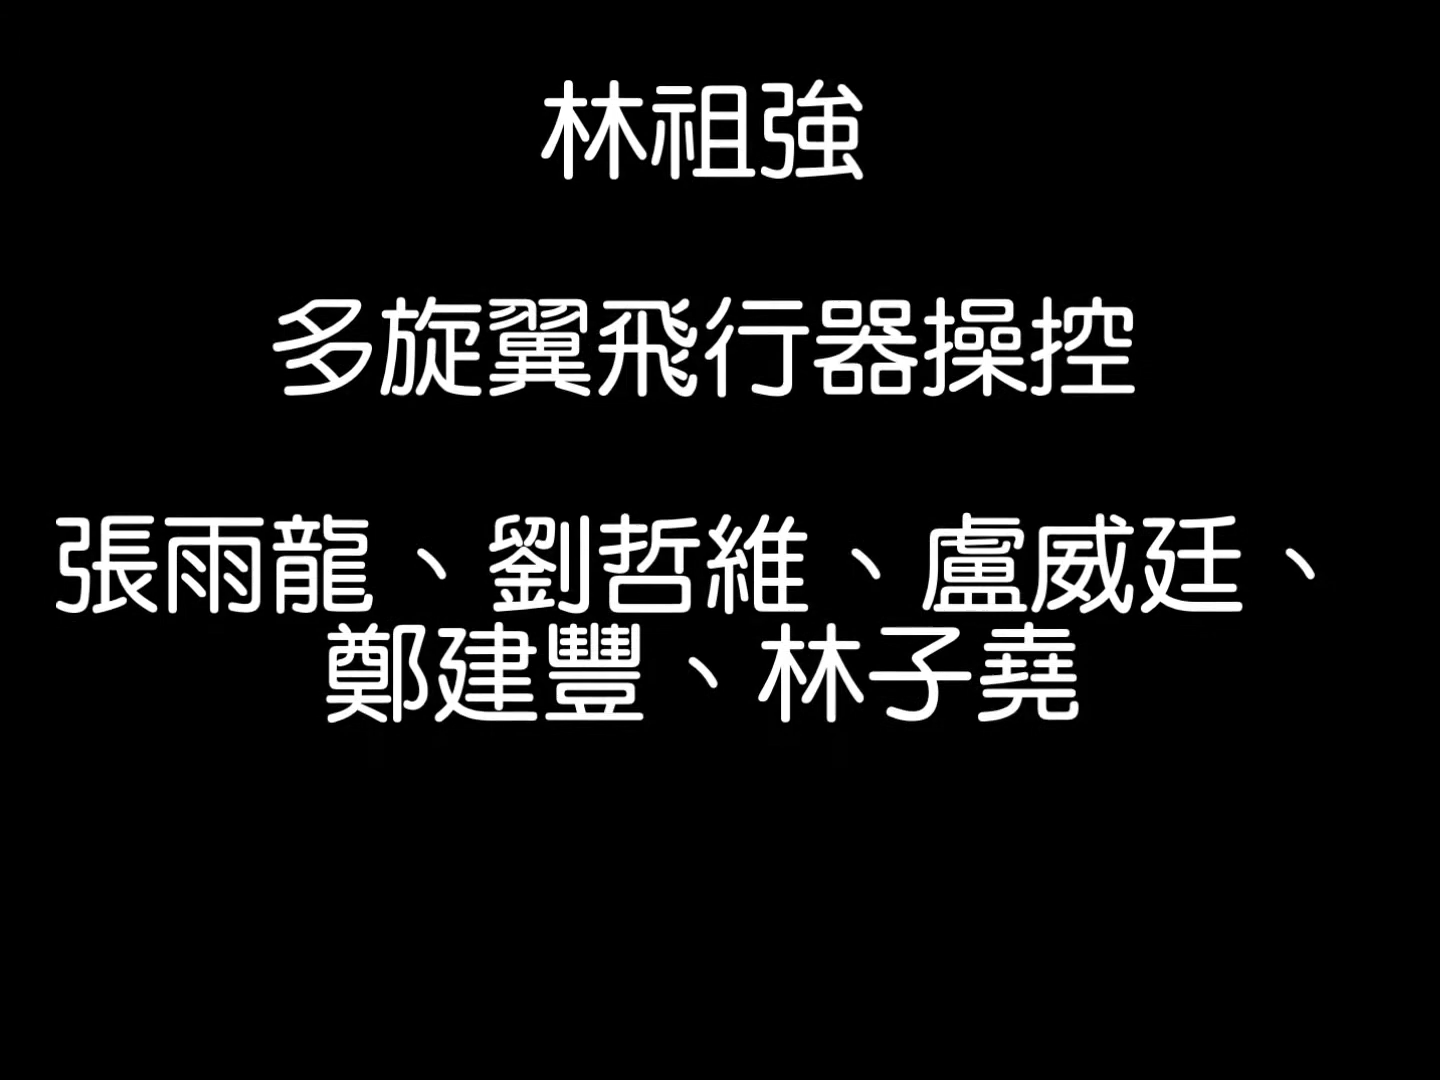 林祖強
多旋翼飛行器操控
張雨龍、劉哲維、盧威廷、
鄭建豐、林子堯